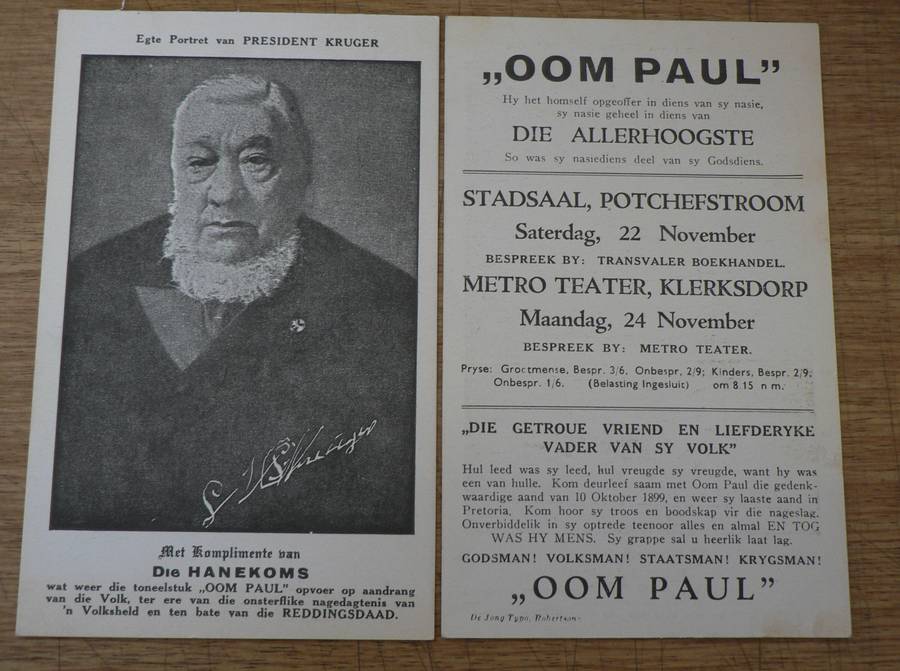 Egte Portret van PRESIDENT KRUGER
S J P Kruger
Met Komplimente van
Die HANEKOMS
wat weer die toneelstuk „OOM PAUL” opvoer op aandrang
van die Volk, ter ere van die onsterflike nagedagtenis van
'n Volksheld en ten bate van die REDDINGSDAAD.
„OOM PAUL”
Hy het homself opgeoffer in diens van sy nasie,
sy nasie geheel in diens van
DIE ALLERHOOGSTE
So was sy nasiediens deel van sy Godsdiens.
STADSAAL, POTCHEFSTROOM
Saterdag, 22 November
BESPREEK BY: TRANSVALER BOEKHANDEL.
METRO TEATER, KLERKSDORP
Maandag, 24 November
BESPREEK BY: METRO TEATER.
Pryse: Grootmense, Bespr. 3/6, Onbespr, 2/9; Kinders, Bespr. 2/9;
Onbespr. 1/6. (Belasting Ingesluit) om 8.15 n m.
„DIE GETROUE VRIEND EN LIEFDERYKE
VADER VAN SY VOLK”
Hul leed was sy leed, hul vreugde sy vreugde, want hy was
een van hulle. Kom deurleef saam met Oom Paul die gedenk-
waardige aand van 10 Oktober 1899, en weer sy laaste aand in
Pretoria. Kom hoor sy troos en boodskap vir die nageslag.
Onverbiddelik in sy optrede teenoor alles en almal EN TOG
WAS HY MENS. Sy grappe sal u heerlik laat lag.
GODSMAN! VOLKSMAN! STAATSMAN! KRYGSMAN!
„OOM PAUL”
De Jong Typo, Robertson